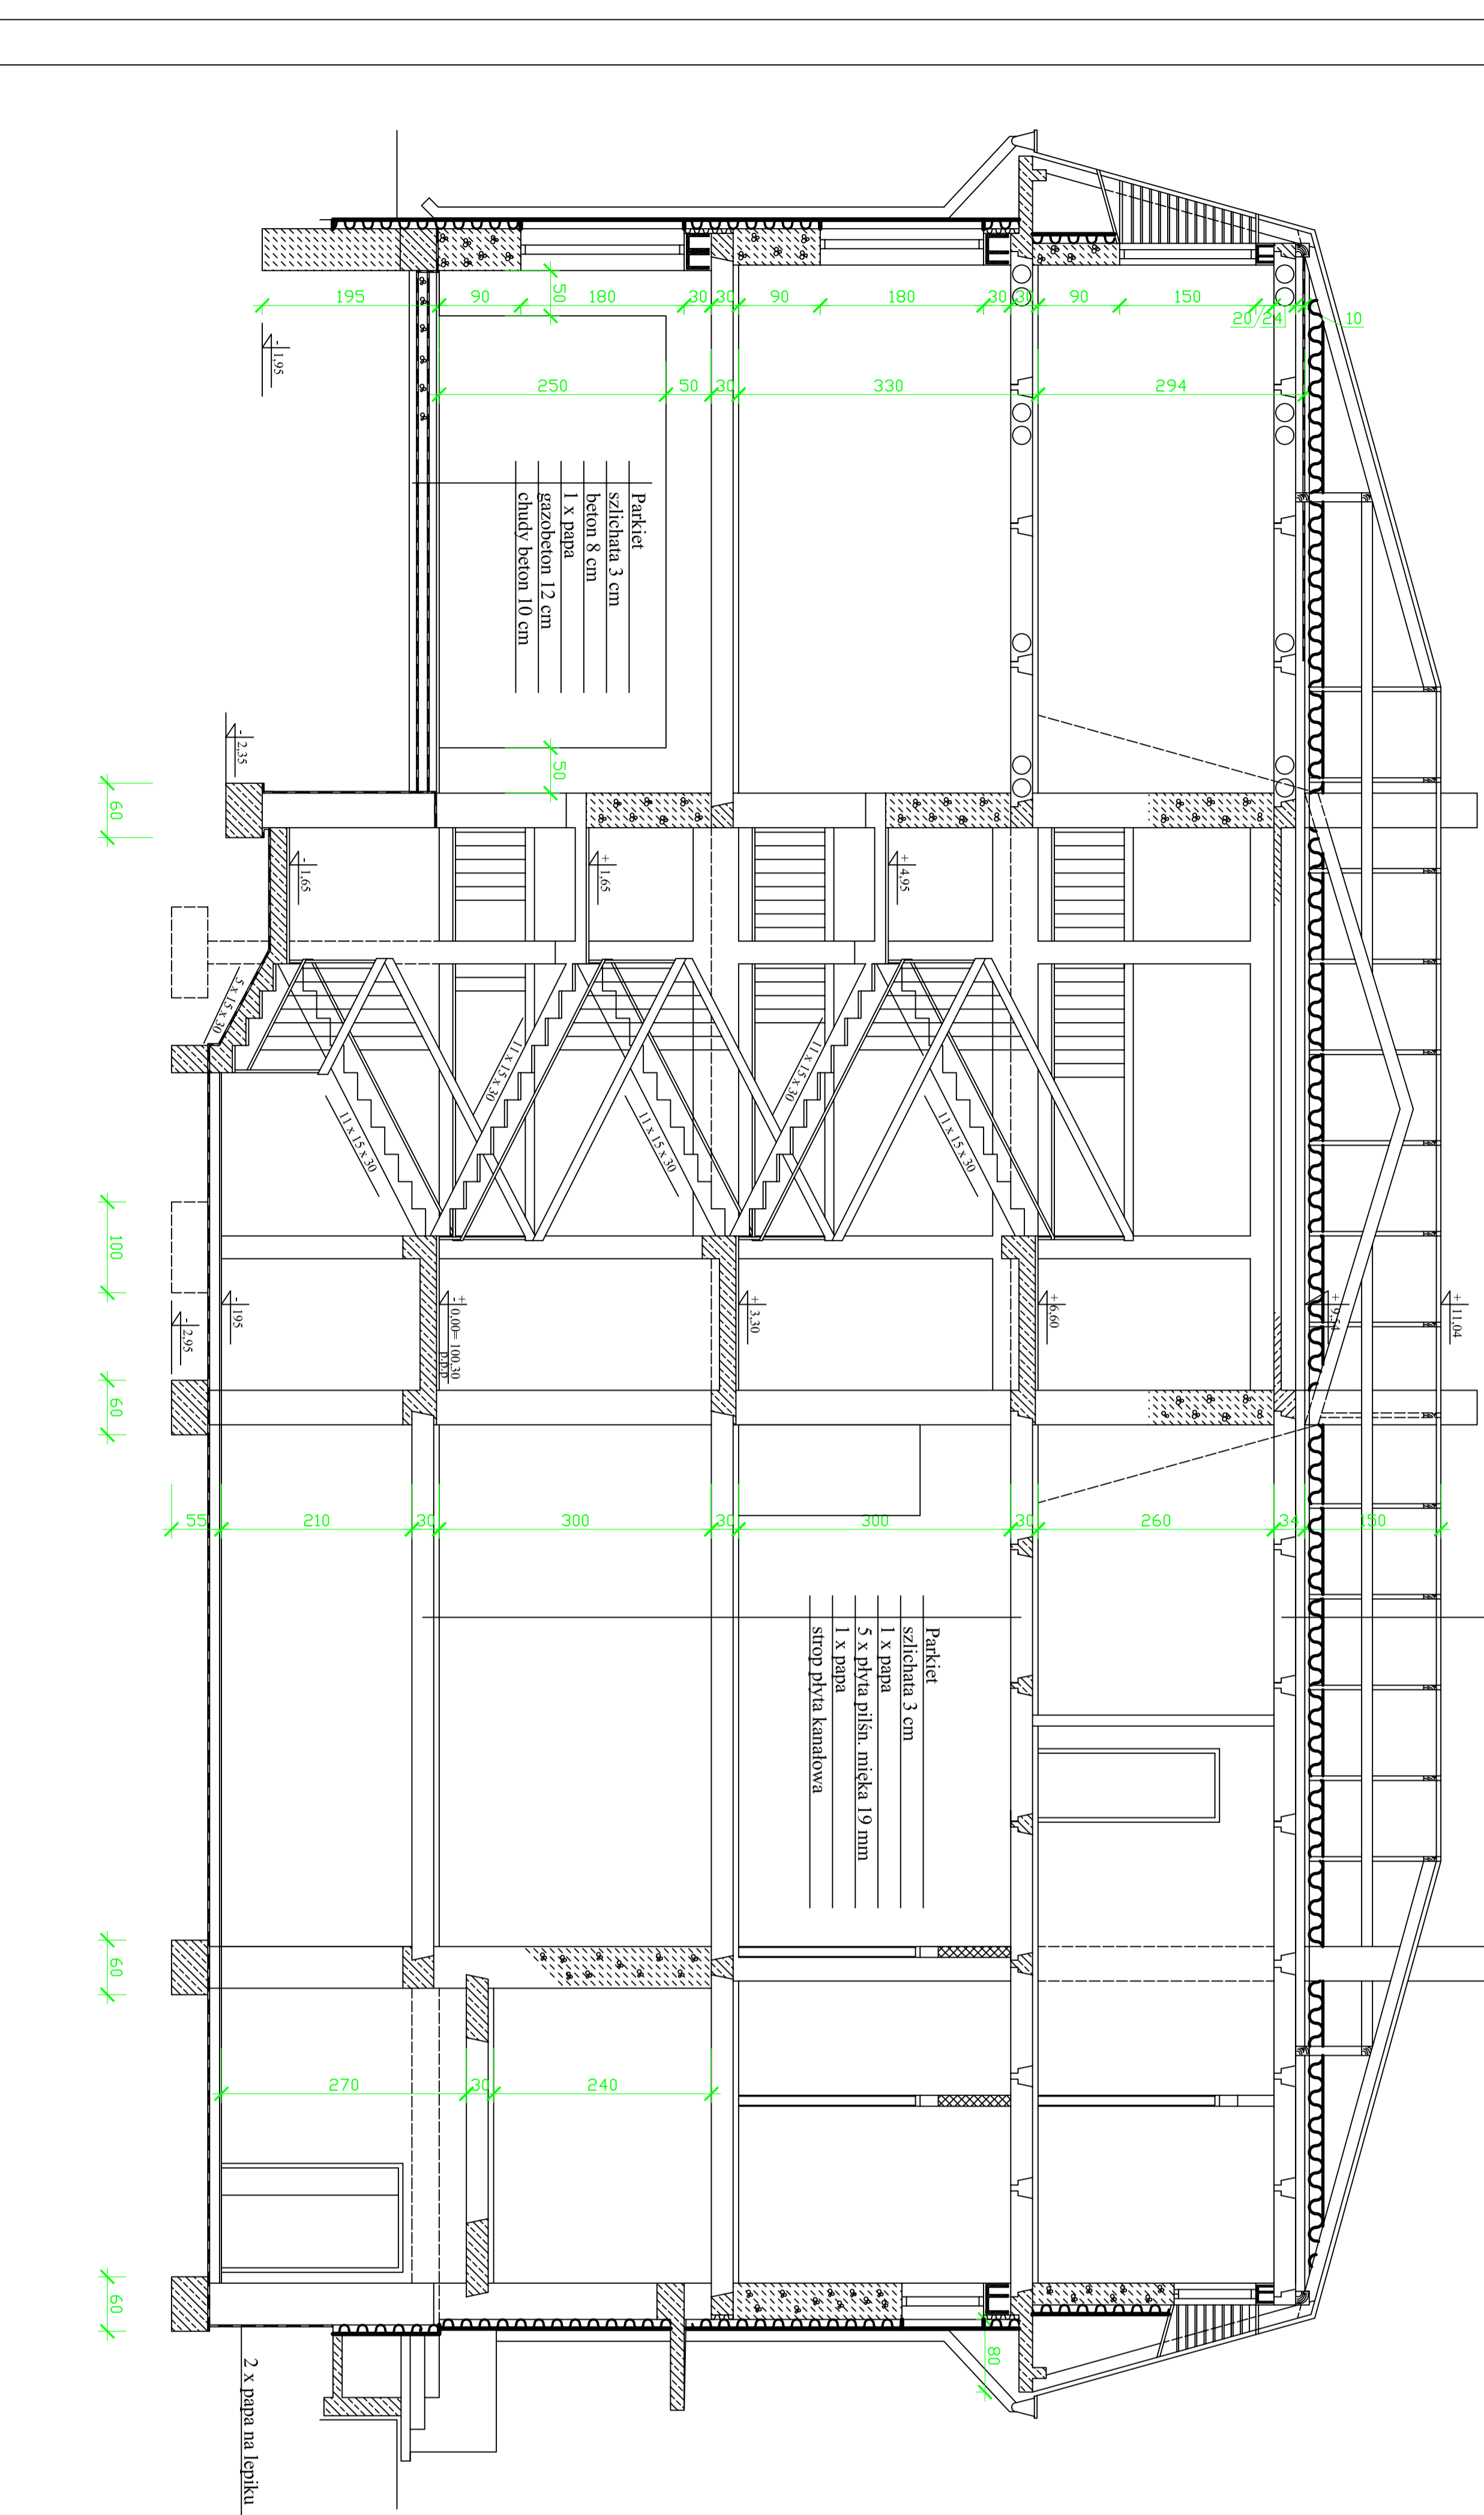 195
90
180
30
30
90
180
30
30
90
150
20/24
10
50
250
50
30
330
294
- 1,95
Parkiet
szlichata 3 cm
beton 8 cm
1 x papa
gazobeton 12 cm
chudy beton 10 cm
- 2,35
50
60
- 1,65
+ 1,65
+ 4,95
5 x 15 x 30
11 x 15 x 30
11 x 15 x 30
11 x 15 x 30
11 x 15 x 30
11 x 15 x 30
100
- 195
- 2,95
+ - 0,00= 100,30
p.p.p
+ 3,30
+ 6,60
+ 9,54
+ 11,04
60
55
210
30
300
30
300
30
260
34
150
Parkiet
szlichata 3 cm
1 x papa
5 x płyta pilśn. miękka 19 mm
1 x papa
strop płyta kanałowa
60
270
30
240
60
80
2 x papa na lepiku